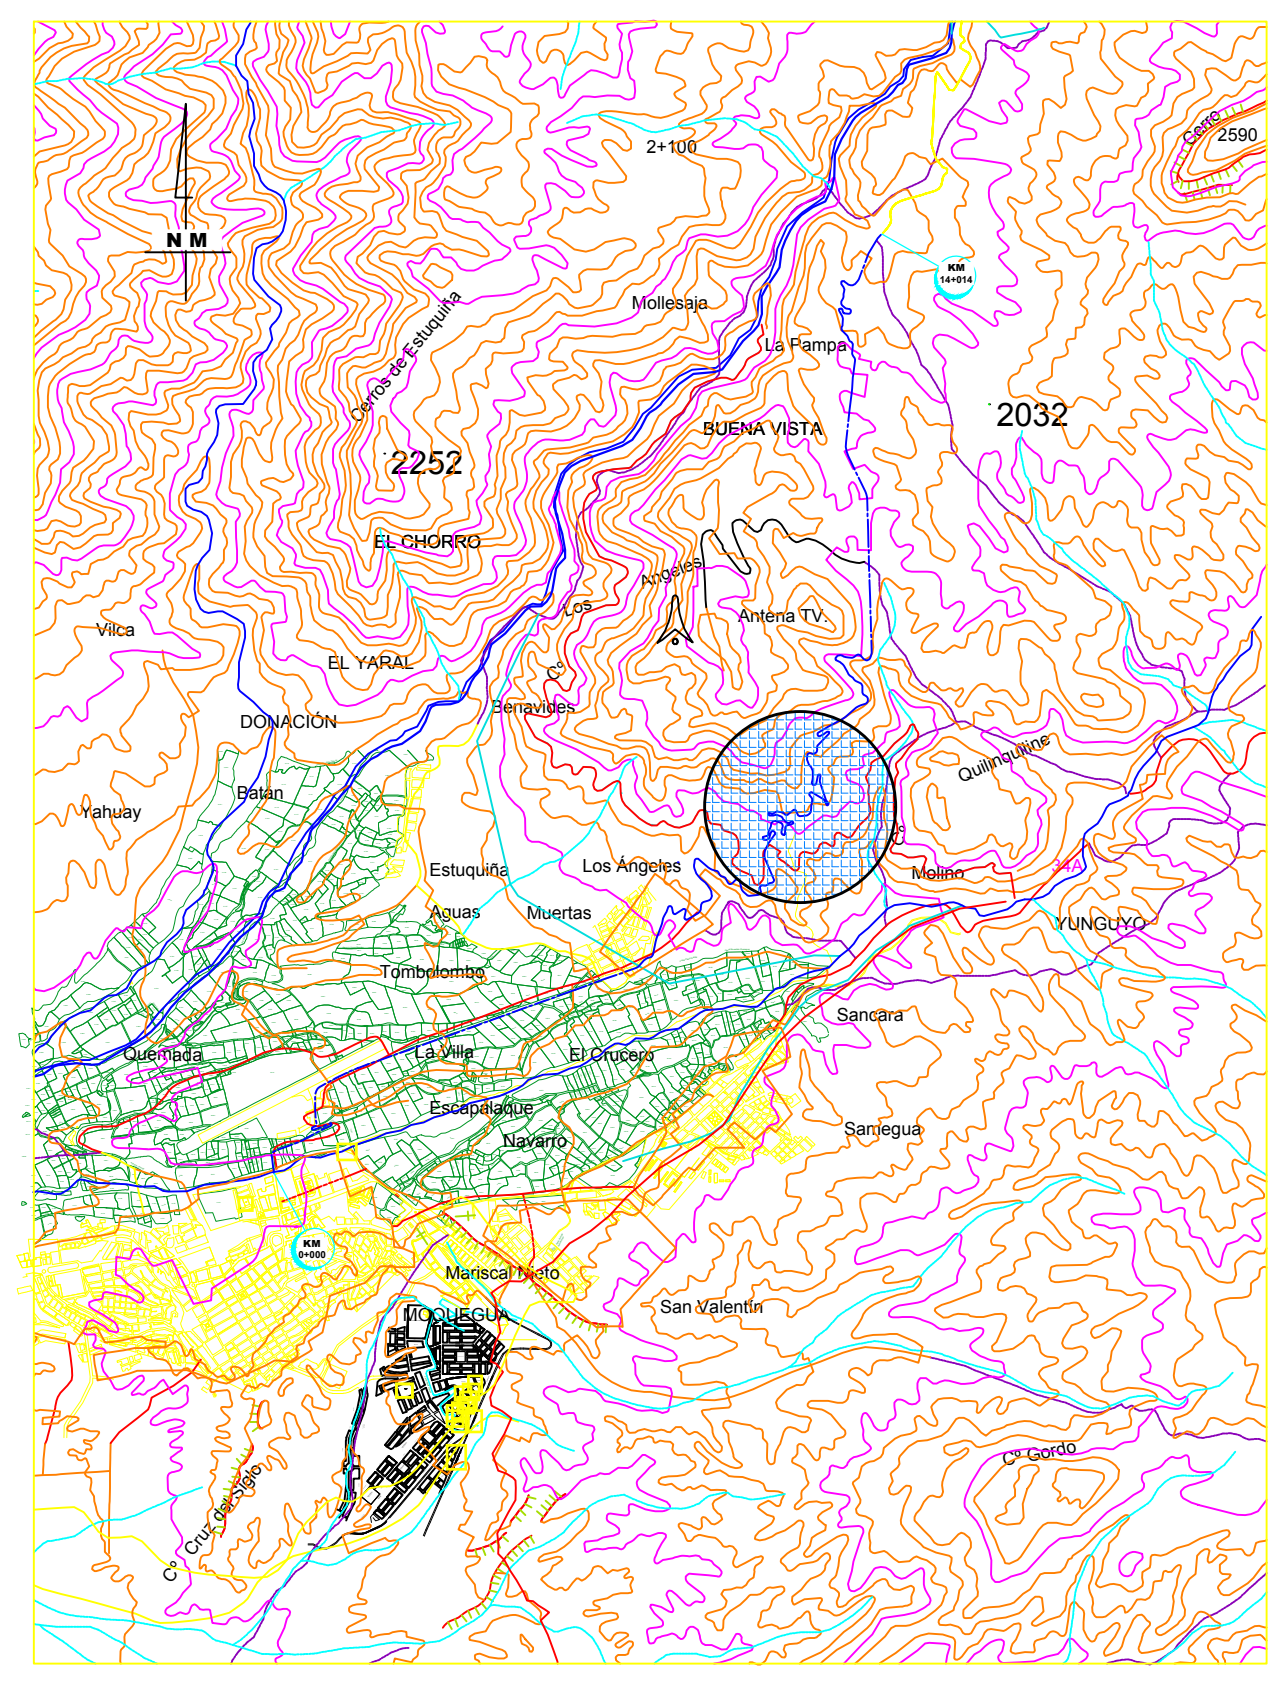 Cerro
2590
2+100
N M
KM
14+014
Mollesaja
Cerros de Estuquiña
La Pampa
2032
BUENA VISTA
2252
EL CHORRO
Angeles
Los
Cº
Antena TV.
Vilca
EL YARAL
Benavides
DONACIÓN
Quilinquiline
Cº
Batan
Yahuay
Estuquiña
Los Ángeles
Molino
34A
Aguas
Muertas
YUNGUYO
Tombolombo
Sancara
Quemada
La Villa
El Crucero
Escapalaque
Navarro
Samegua
KM
0+000
Mariscal Nieto
MOQUEGUA
San Valentín
Cº Gordo
Cº Cruz del Siglo